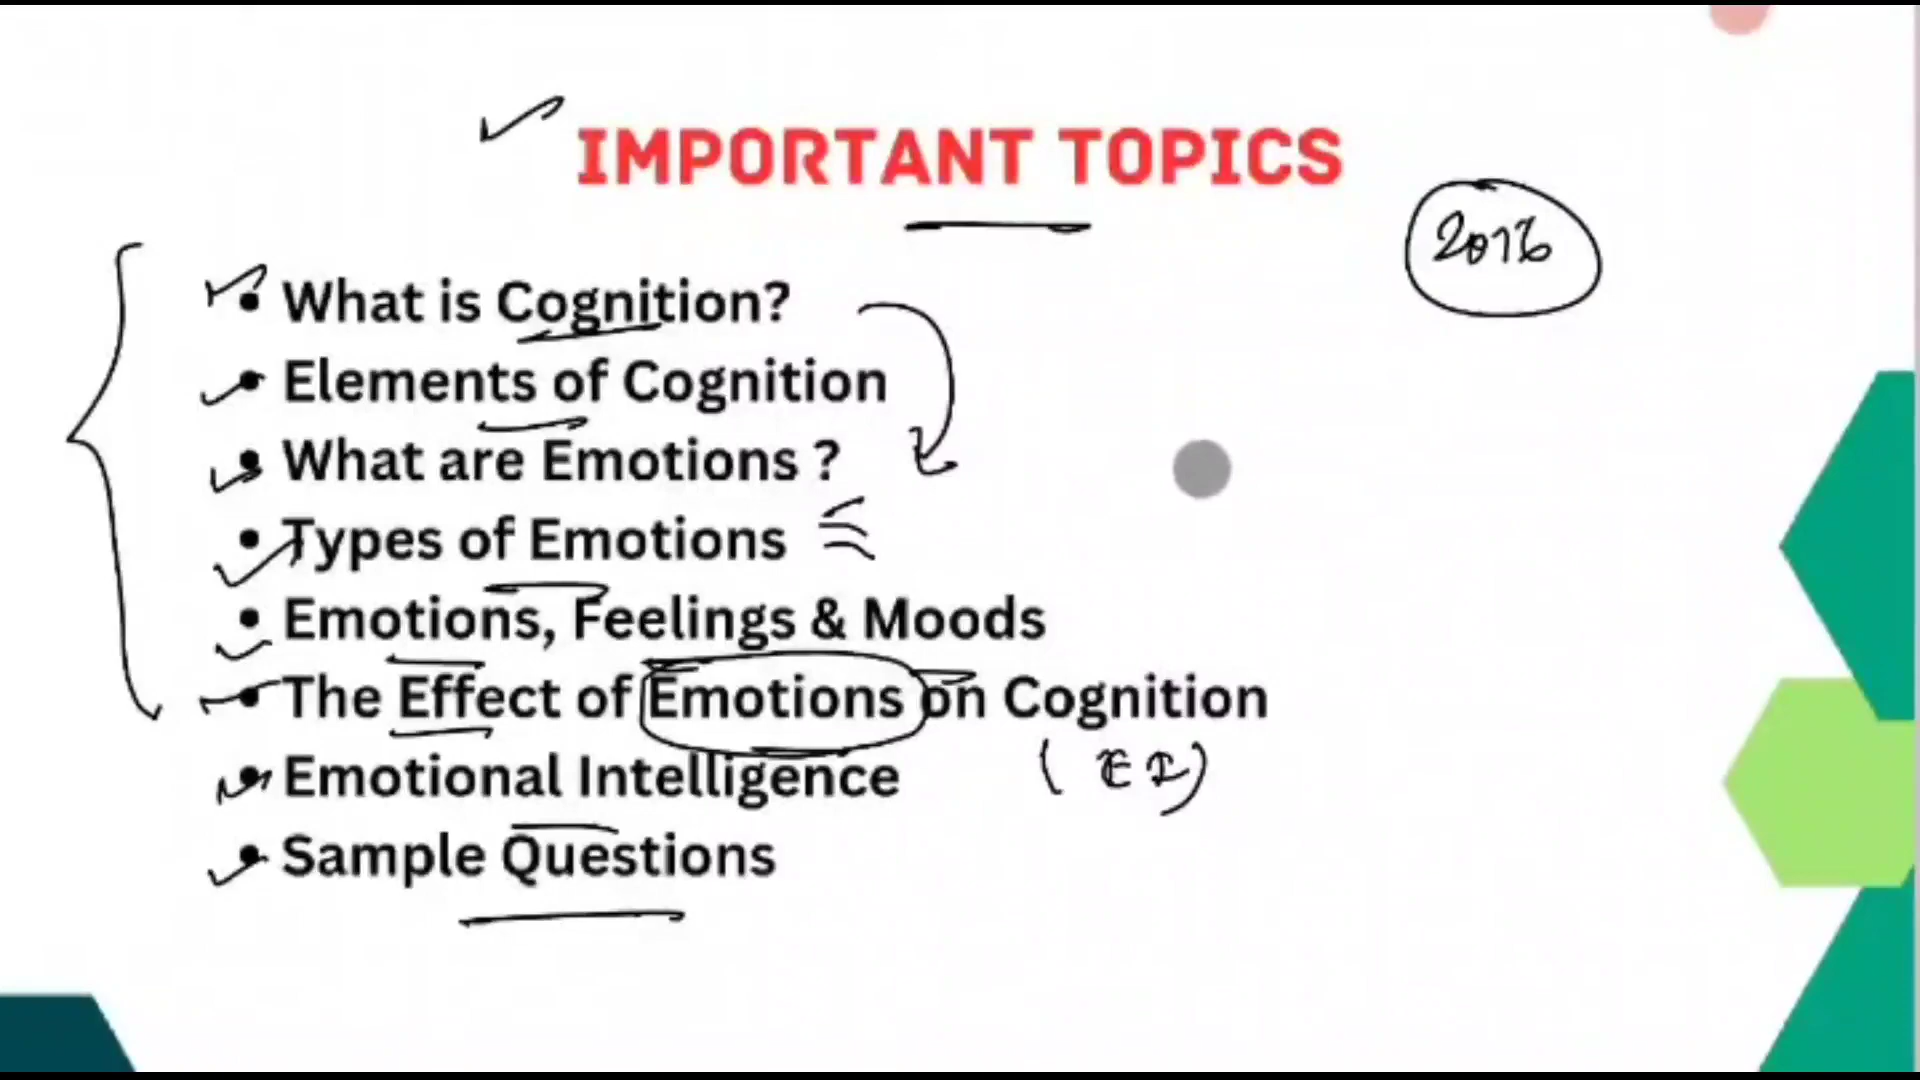 IMPORTANT TOPICS
2016
• What is Cognition?
• Elements of Cognition
• What are Emotions ?
• Types of Emotions
• Emotions, Feelings & Moods
• The Effect of Emotions on Cognition
• Emotional Intelligence (EI)
• Sample Questions